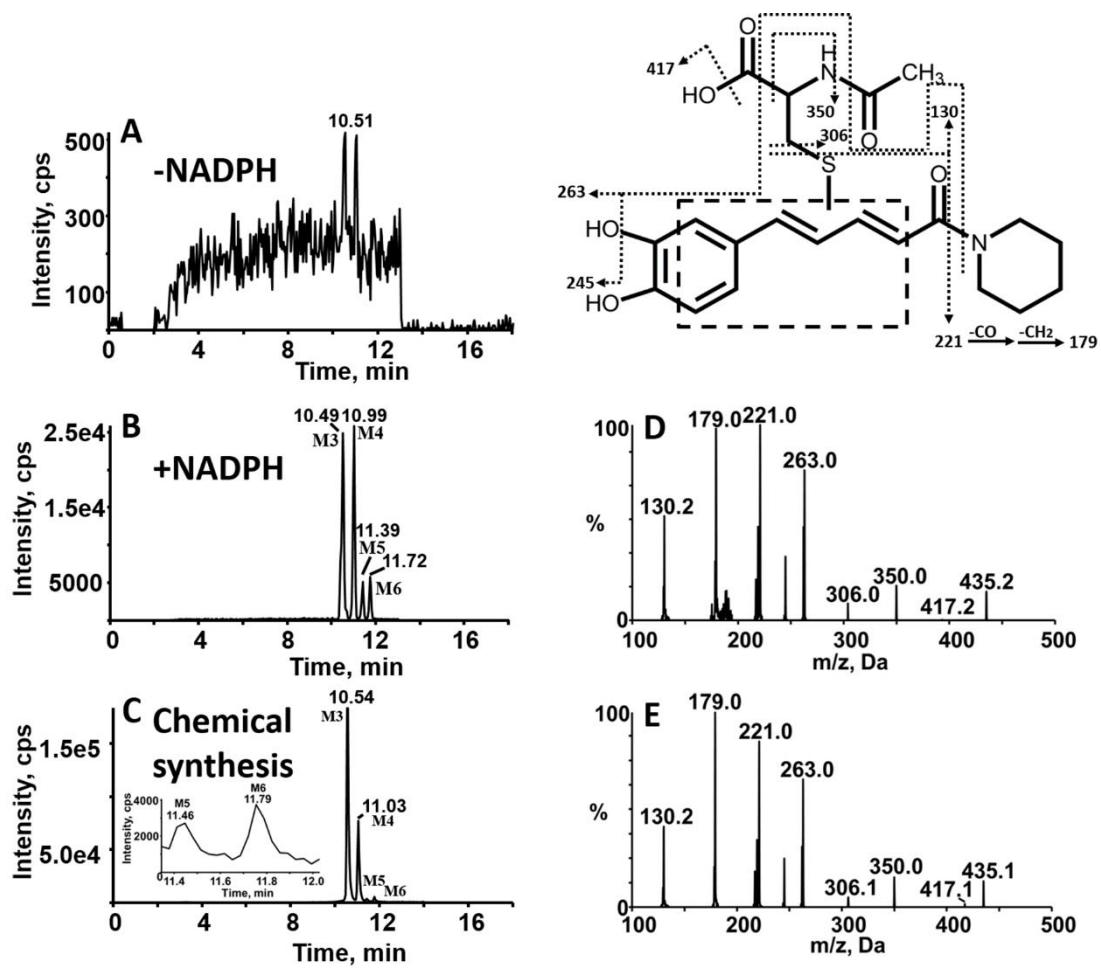 A
-NADPH
10.51
500
300
100
Intensity, cps
0
4
8
12
16
Time, min
B
+NADPH
10.49
10.99
M3
M4
11.39
M5
11.72
M6
2.5e4
1.5e4
5000
Intensity, cps
0
4
8
12
16
Time, min
C
Chemical
synthesis
10.54
M3
11.03
M4
M5
M6
1.5e5
5.0e4
Intensity, cps
0
4
8
12
16
Time, min
M5
11.46
M6
11.79
4000
2000
0
Intensity, cps
11.4
11.6
11.8
12.0
Time, min
O
H
N
417
HO
CH₃
350
O
130
306
S
O
263
HO
N
245
HO
221 -CO -CH₂ 179
D
179.0
221.0
263.0
130.2
306.0
350.0
417.2
435.2
100
%
0
100
200
300
400
500
m/z, Da
E
179.0
221.0
263.0
130.2
306.1
350.0
417.1
435.1
100
%
0
100
200
300
400
500
m/z, Da